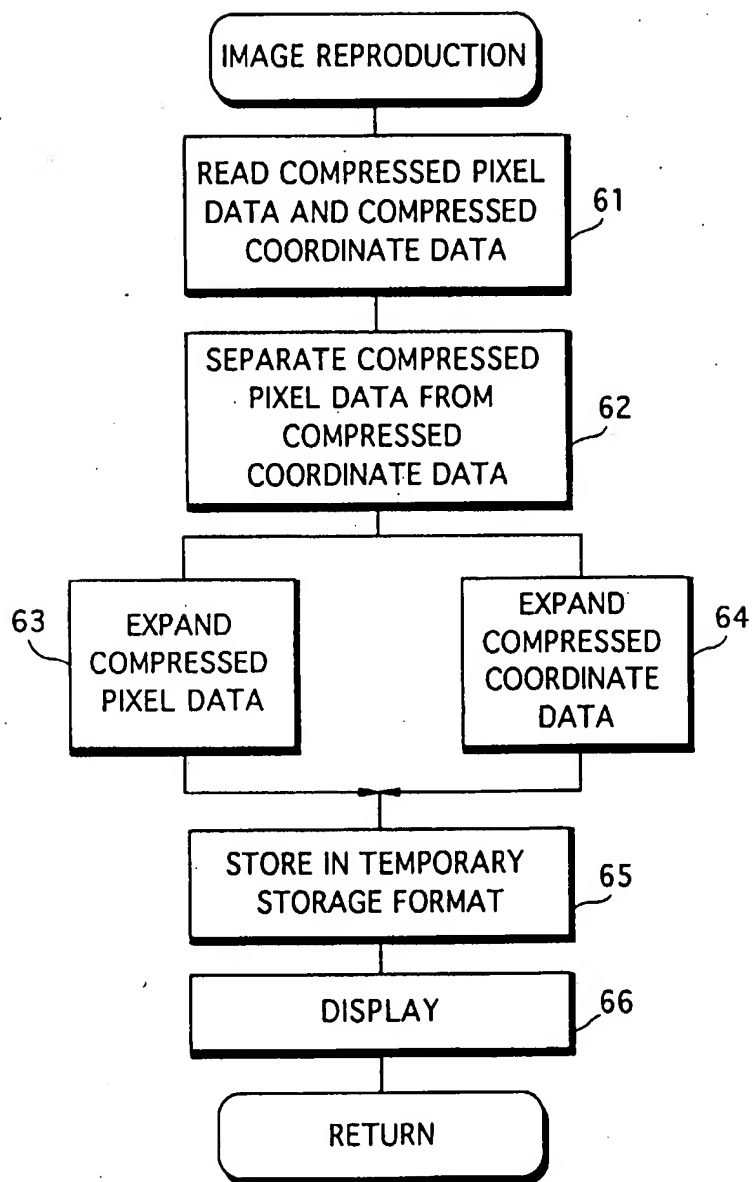 IMAGE REPRODUCTION
READ COMPRESSED PIXEL
DATA AND COMPRESSED
COORDINATE DATA
61
SEPARATE COMPRESSED
PIXEL DATA FROM
COMPRESSED
COORDINATE DATA
62
63
EXPAND
COMPRESSED
PIXEL DATA
EXPAND
COMPRESSED
COORDINATE
DATA
64
STORE IN TEMPORARY
STORAGE FORMAT
65
DISPLAY
66
RETURN